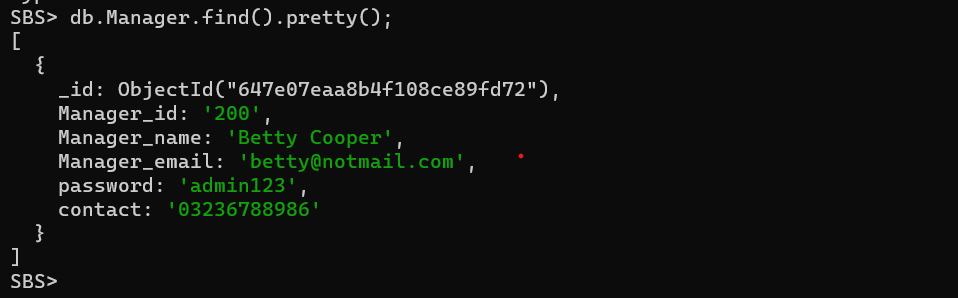 SBS> db.Manager.find().pretty();
[
  {
    _id: ObjectId("647e07eaa8b4f108ce89fd72"),
    Manager_id: '200',
    Manager_name: 'Betty Cooper',
    Manager_email: 'betty@notmail.com',
    password: 'admin123',
    contact: '03236788986'
  }
]
SBS>